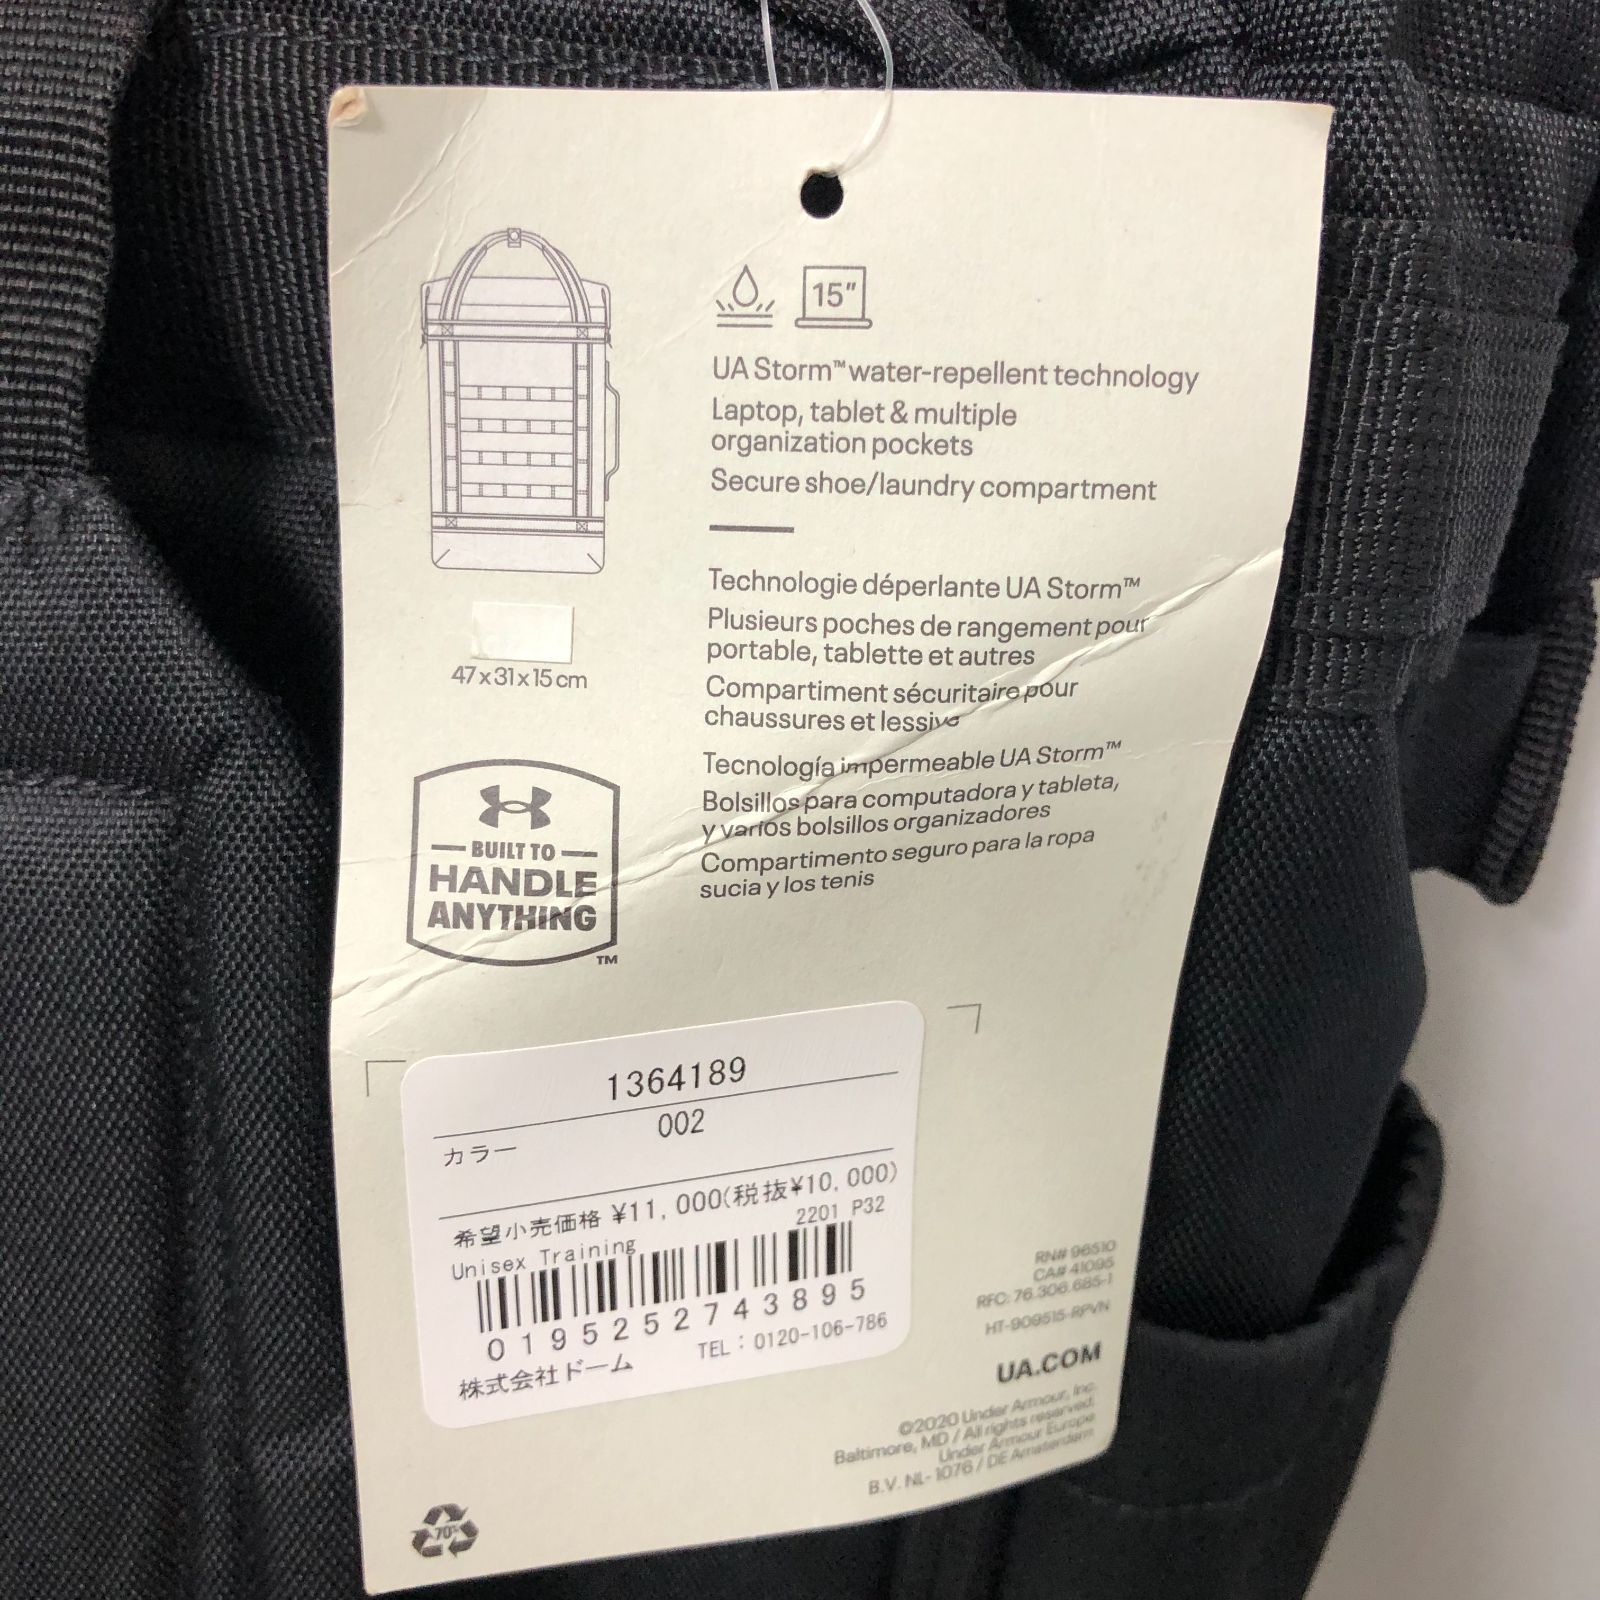 15"
UA Storm™ water-repellent technology
Laptop, tablet & multiple
organization pockets
Secure shoe/laundry compartment
Technologie déperlante UA Storm™
Plusieurs poches de rangement pour
portable, tablette et autres
Compartiment sécuritaire pour
chaussures et lessive
Tecnología impermeable UA Storm™
Bolsillos para computadora y tableta,
y varios bolsillos organizadores
Compartimento seguro para la ropa
sucia y los tenis
47 x 31 x 15 cm
BUILT TO
HANDLE
ANYTHING
™
1364189
002
カラー
希望小売価格 ¥11,000(税抜¥10,000)
2201 P32
Unisex Training
0195252743895
株式会社ドーム TEL：0120-106-786
RN# 96510
CA# 41095
RFC: 76.306.685-1
HT-909515-RPVN
UA.COM
©2020 Under Armour, Inc.
Baltimore, MD / All rights reserved.
Under Armour Europe
B.V. NL-1076 / DE Amsterdam
70%